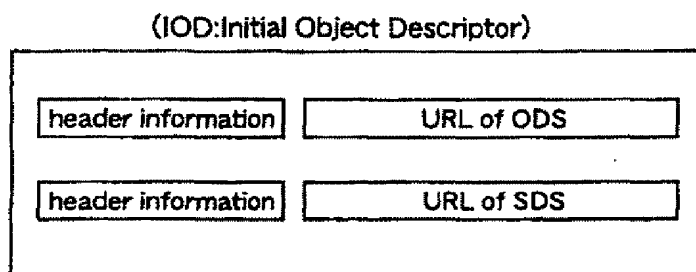 (IOD:Initial Object Descriptor)
header information URL of ODS
header information URL of SDS